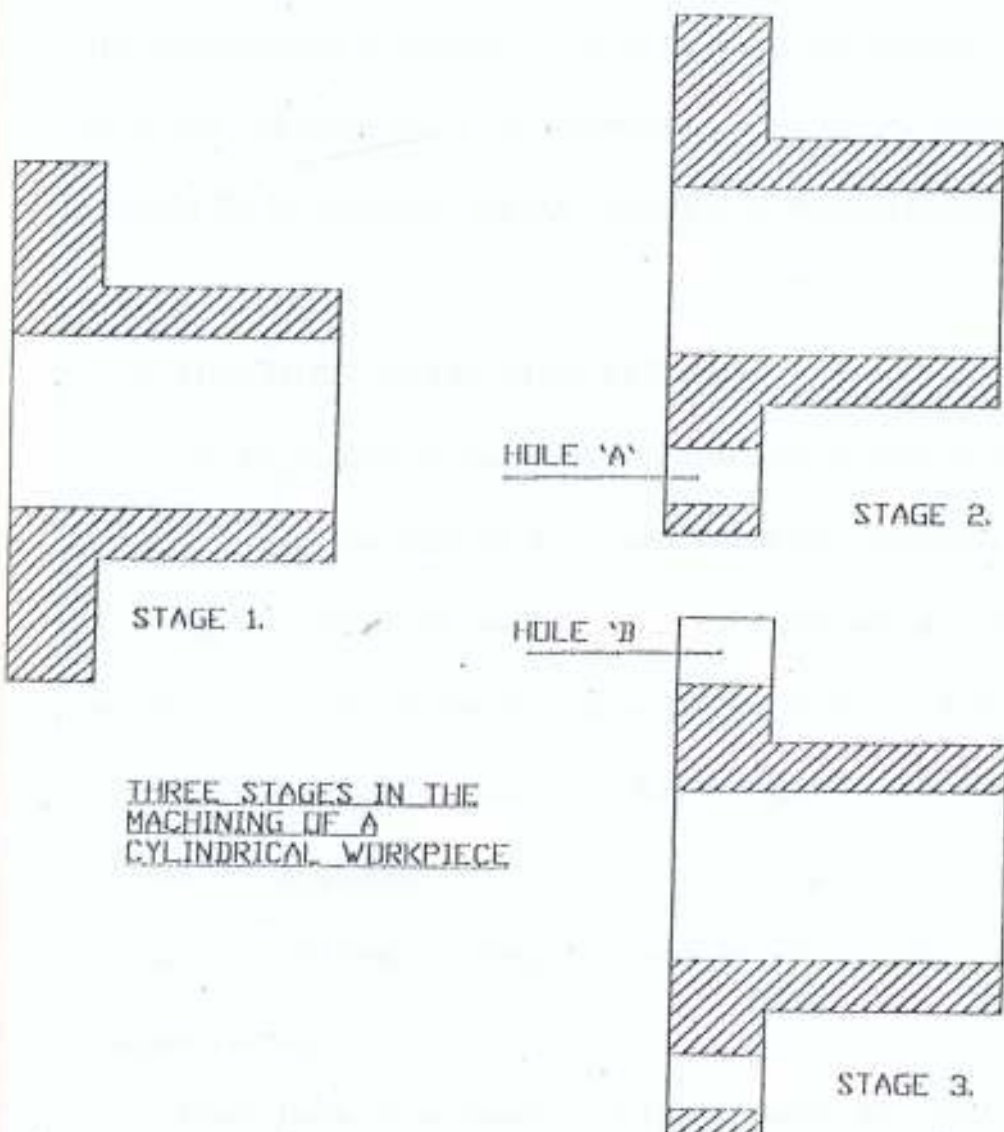 HOLE 'A'
STAGE 2.
STAGE 1.
HOLE 'B
THREE STAGES IN THE
MACHINING OF A
CYLINDRICAL WORKPIECE
STAGE 3.